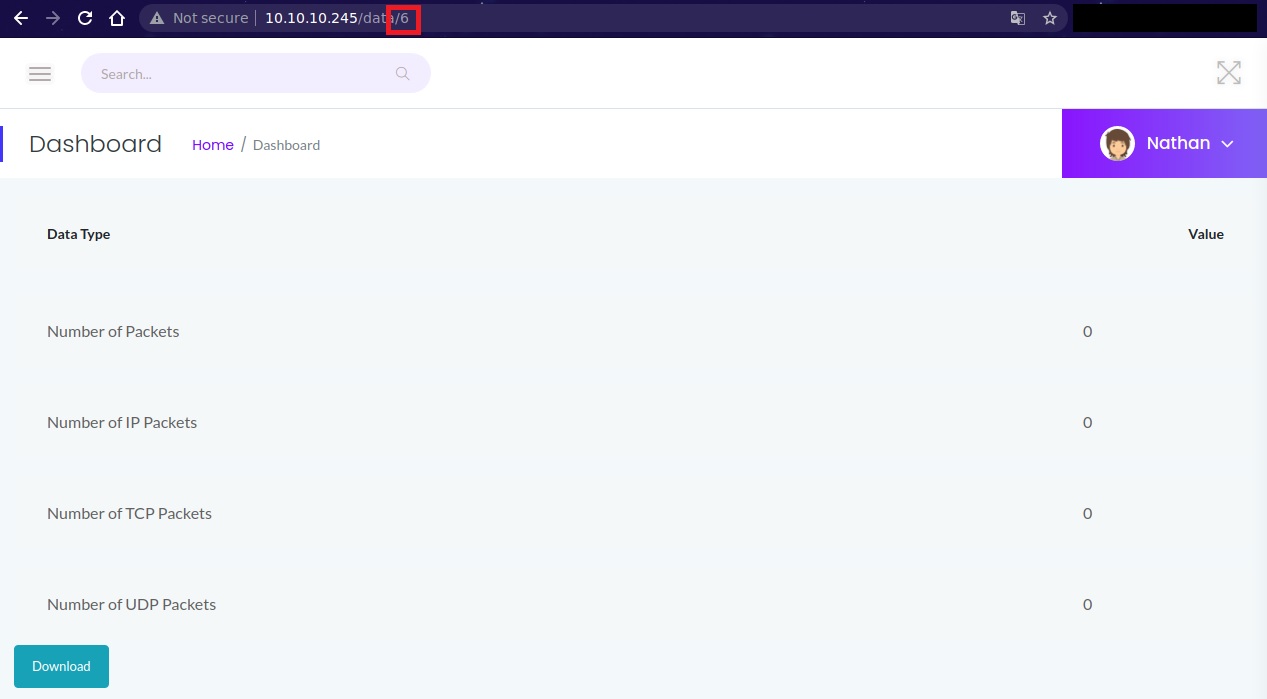 Not secure 10.10.10.245/data/6
Search...
Dashboard Home / Dashboard Nathan
Data Type Value
Number of Packets 0
Number of IP Packets 0
Number of TCP Packets 0
Number of UDP Packets 0
Download